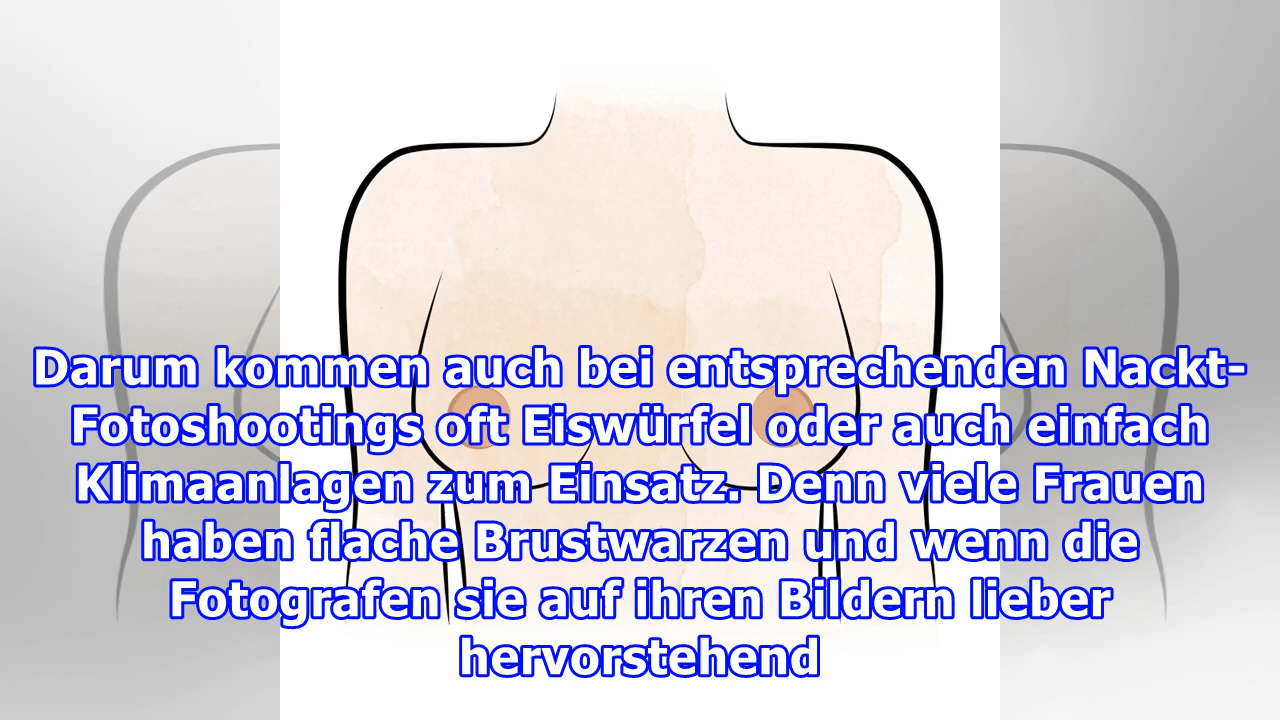 Darum kommen auch bei entsprechenden Nackt-
Fotoshootings oft Eiswürfel oder auch einfach
Klimaanlagen zum Einsatz. Denn viele Frauen
haben flache Brustwarzen und wenn die
Fotografen sie auf ihren Bildern lieber
hervorstehend